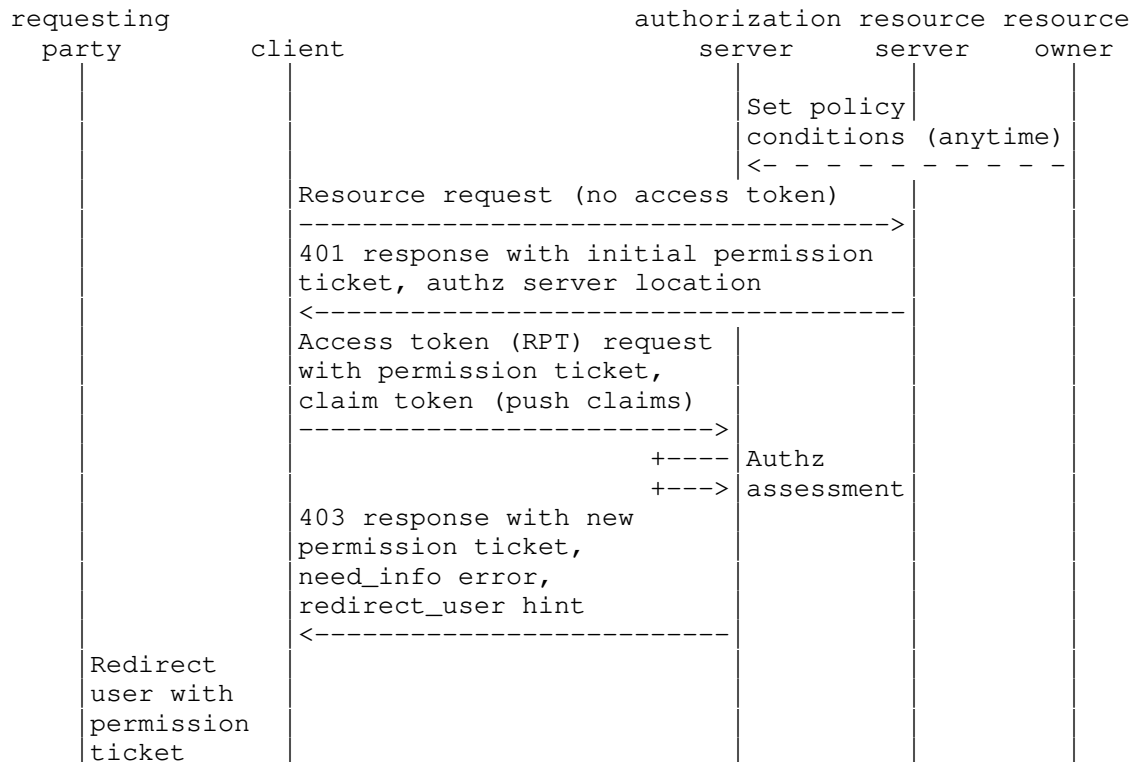 requesting authorization resource resource
party client server server owner
Set policy
conditions (anytime)
Resource request (no access token)
401 response with initial permission
ticket, authz server location
Access token (RPT) request
with permission ticket,
claim token (push claims)
Authz
assessment
403 response with new
permission ticket,
need_info error,
redirect_user hint
Redirect
user with
permission
ticket